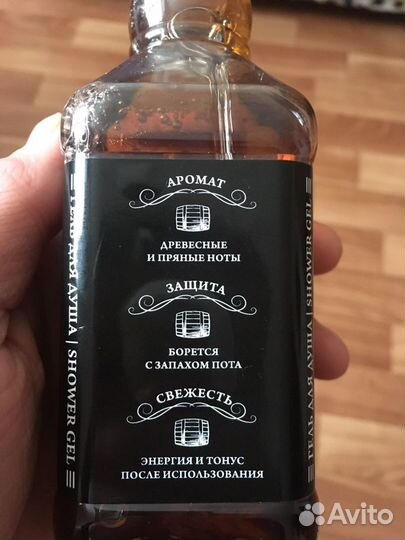 АРОМАТ
ДРЕВЕСНЫЕ
И ПРЯНЫЕ НОТЫ
ЗАЩИТА
БОРЕТСЯ
С ЗАПАХОМ ПОТА
СВЕЖЕСТЬ
ЭНЕРГИЯ И ТОНУС
ПОСЛЕ ИСПОЛЬЗОВАНИЯ
ГЕЛЬ ДЛЯ ДУША | SHOWER GEL
ГЕЛЬ ДЛЯ ДУША | SHOWER GEL
Avito